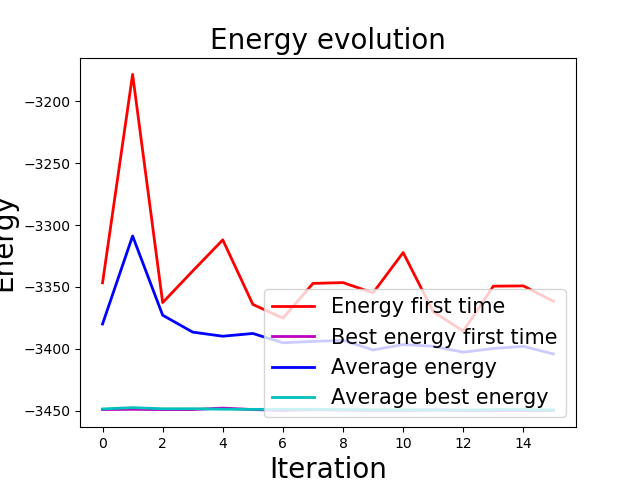 Energy evolution
Energy
−3200
−3250
−3300
−3350
−3400
−3450
Energy first time
Best energy first time
Average energy
Average best energy
0 2 4 6 8 10 12 14
Iteration